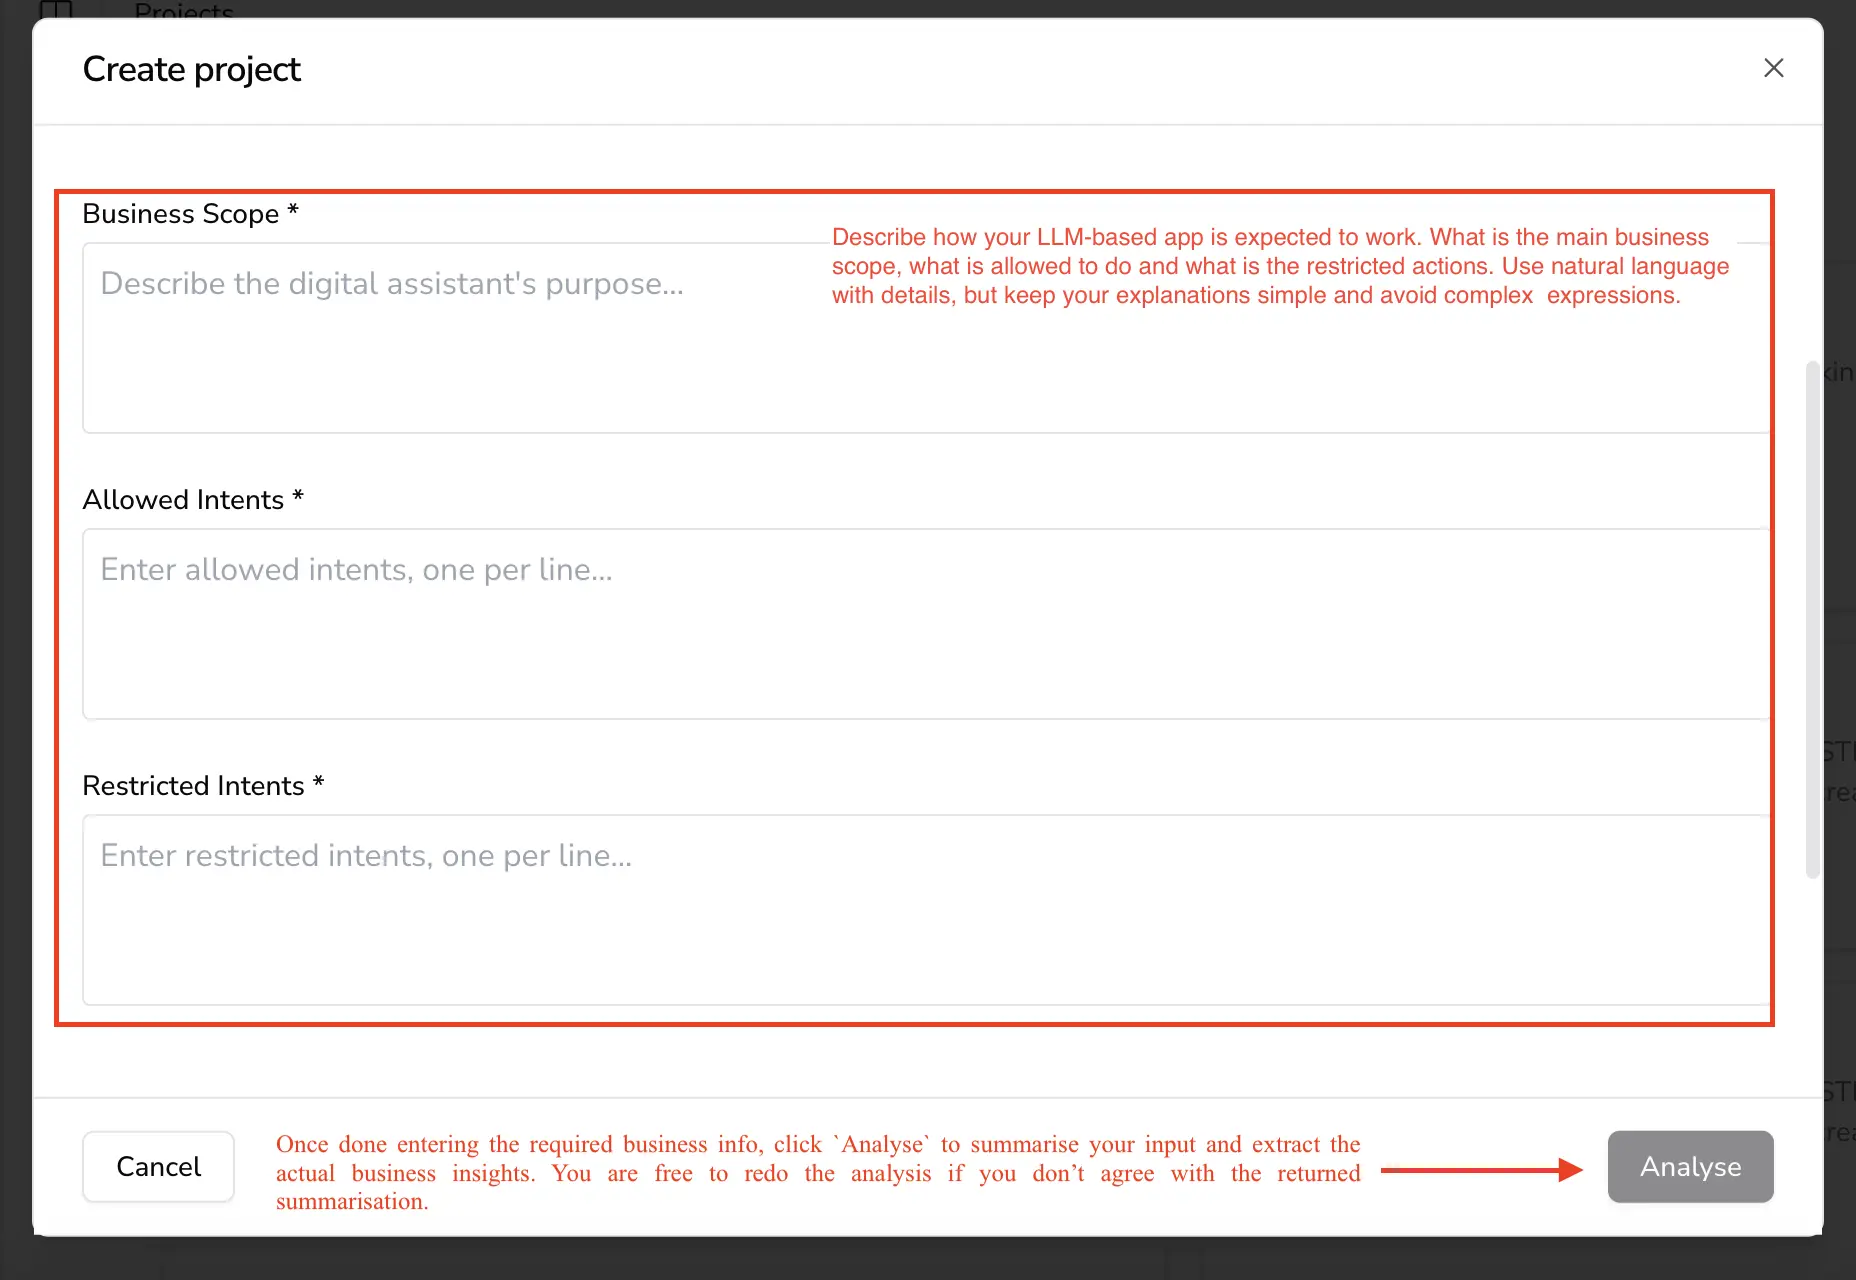 Projects
Create project
Business Scope *
Describe how your LLM-based app is expected to work. What is the main business
scope, what is allowed to do and what is the restricted actions. Use natural language
with details, but keep your explanations simple and avoid complex  expressions.
Describe the digital assistant's purpose...
Allowed Intents *
Enter allowed intents, one per line...
Restricted Intents *
Enter restricted intents, one per line...
Cancel
Once done entering the required business info, click `Analyse` to summarise your input and extract the
actual business insights. You are free to redo the analysis if you don’t agree with the returned
summarisation.
Analyse